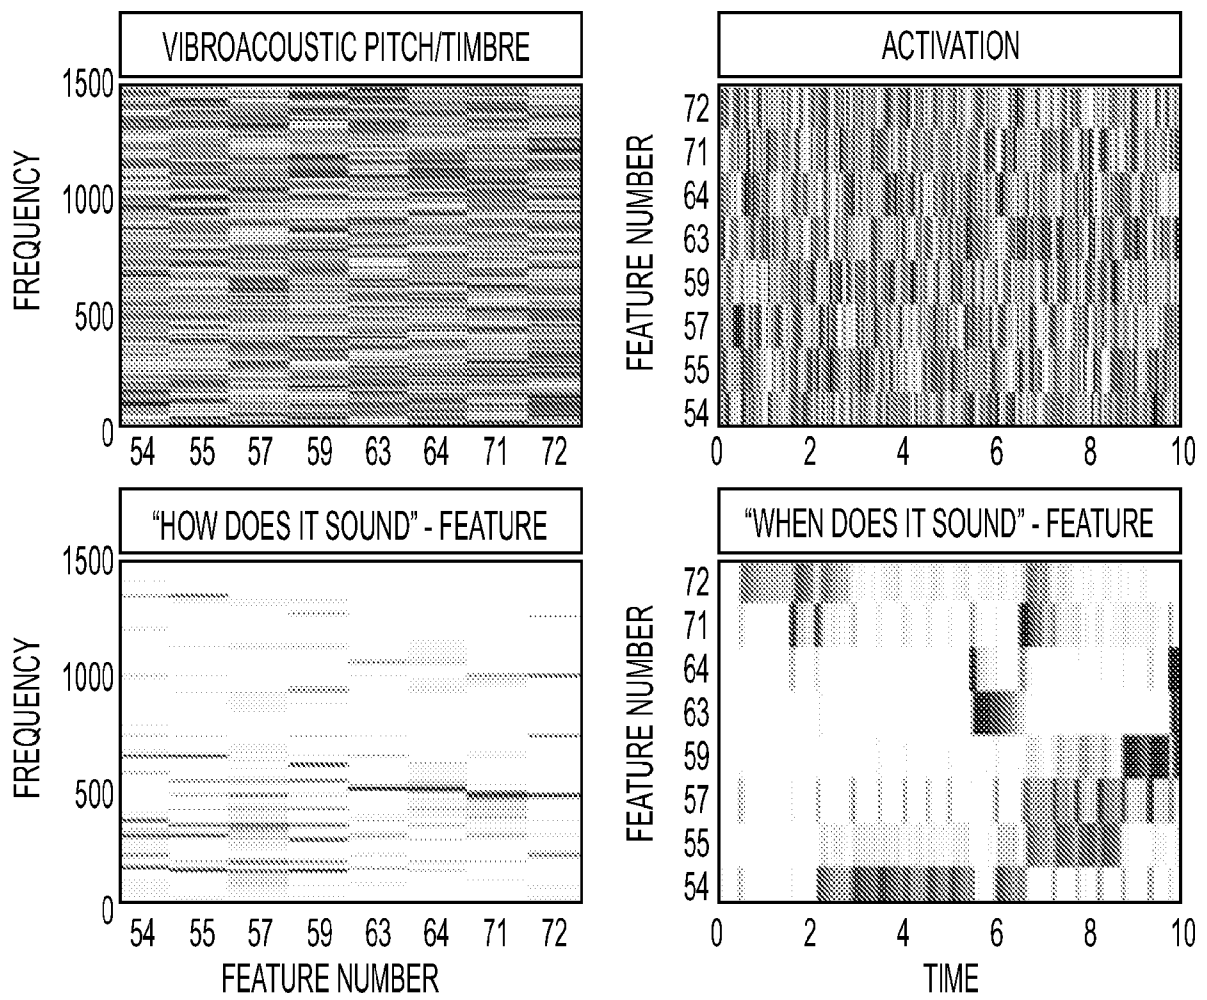 VIBROACOUSTIC PITCH/TIMBRE
1500
1000
500
0
FREQUENCY
54 55 57 59 63 64 71 72
ACTIVATION
72
71
64
63
59
57
55
54
FEATURE NUMBER
0 2 4 6 8 10
“HOW DOES IT SOUND” - FEATURE
1500
1000
500
0
FREQUENCY
54 55 57 59 63 64 71 72
FEATURE NUMBER
“WHEN DOES IT SOUND” - FEATURE
72
71
64
63
59
57
55
54
FEATURE NUMBER
0 2 4 6 8 10
TIME